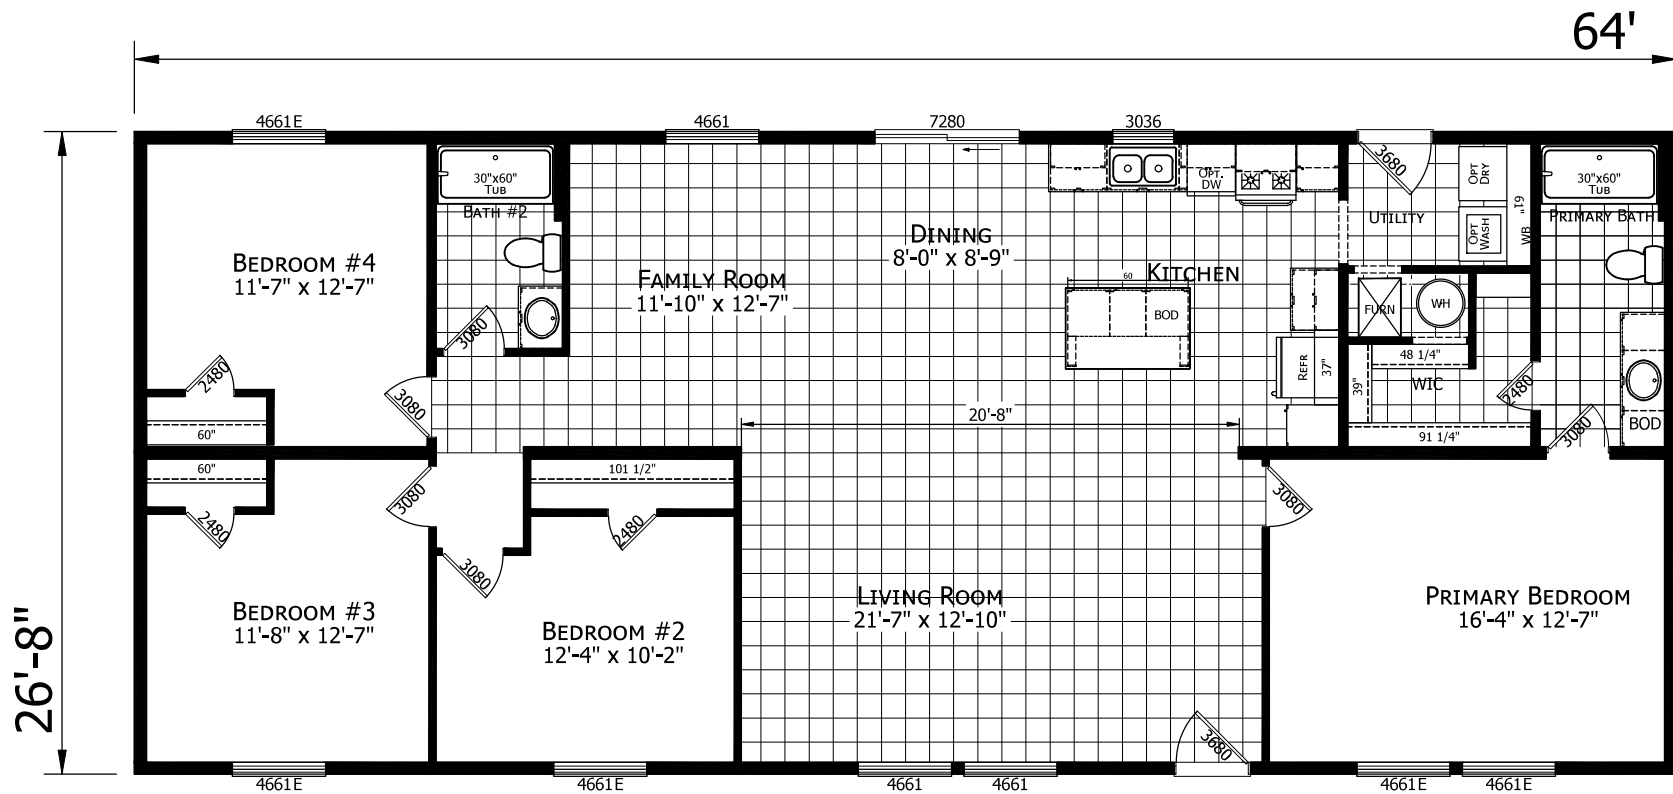 64'
4661E
4661
7280
3036
26'-8"
BEDROOM #4
11'-7" x 12'-7"
2480
60"
3080
30"x60"
TUB
BATH #2
3080
FAMILY ROOM
11'-10" x 12'-7"
DINING
8'-0" x 8'-9"
KITCHEN
OPT.
DW
60
BOD
REFR
37"
20'-8"
3680
UTILITY
OPT
DRY
OPT
WASH
61"
WB
FURN
WH
48 1/4"
39"
WIC
2480
91 1/4"
30"x60"
TUB
PRIMARY BATH
BOD
3080
60"
2480
3080
BEDROOM #3
11'-8" x 12'-7"
101 1/2"
2480
3080
BEDROOM #2
12'-4" x 10'-2"
LIVING ROOM
21'-7" x 12'-10"
3680
3080
PRIMARY BEDROOM
16'-4" x 12'-7"
4661E
4661E
4661
4661
4661E
4661E